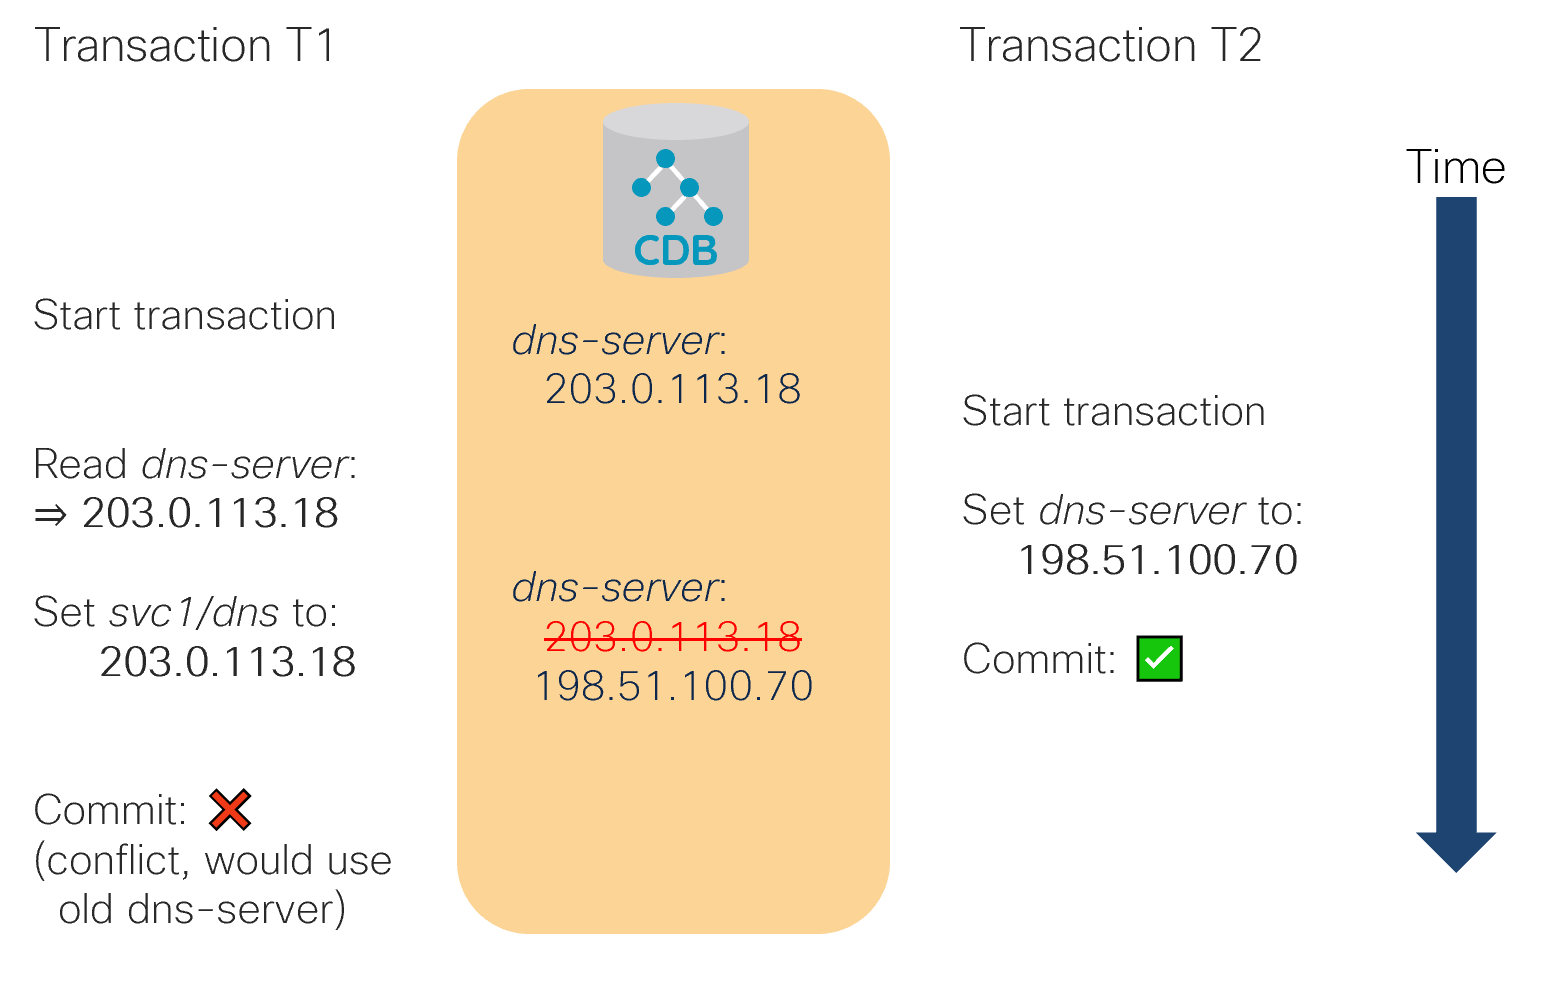 Transaction T1
Start transaction
Read dns-server:
⇒ 203.0.113.18
Set svc1/dns to:
203.0.113.18
Commit: ❌
(conflict, would use
old dns-server)
CDB
dns-server:
203.0.113.18
dns-server:
203.0.113.18
198.51.100.70
Transaction T2
Start transaction
Set dns-server to:
198.51.100.70
Commit: ✅
Time